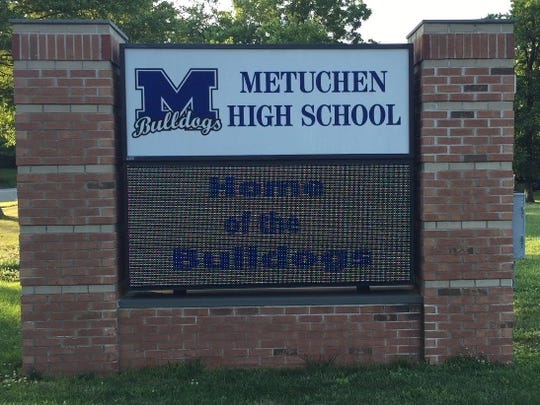 M
Bulldogs
METUCHEN
HIGH SCHOOL
Home
of the
Bulldogs